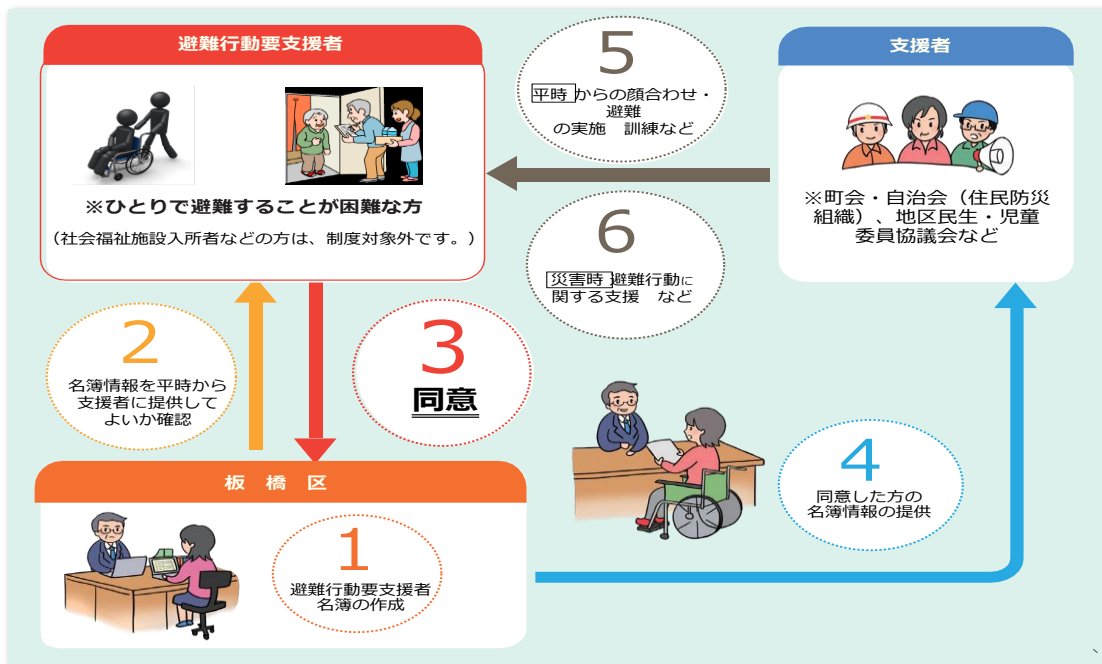 避難行動要支援者
※ひとりで避難することが困難な方
（社会福祉施設入所者などの方は、制度対象外です。）
5
平時からの顔合わせ・
避難
の実施　訓練など
6
災害時 避難行動に
関する支援　など
支援者
※町会・自治会（住民防災
組織）、地区民生・児童
委員協議会など
2
名簿情報を平時から
支援者に提供して
よいか確認
3
同意
4
同意した方の
名簿情報の提供
板 橋 区
1
避難行動要支援者
名簿の作成
、